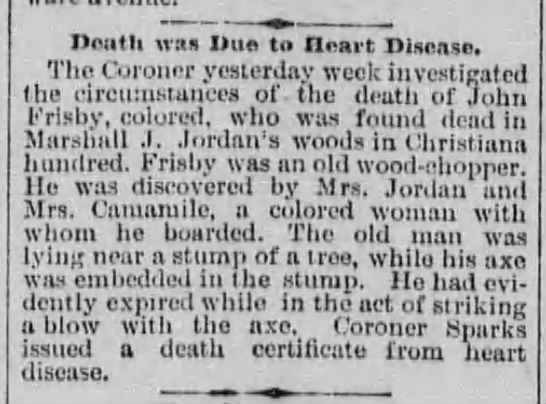 Death was Due to Heart Disease.
The Coroner yesterday week investigated
the circumstances of the death of John
Frisby, colored, who was found dead in
Marshall J. Jordan's woods in Christiana
hundred. Frisby was an old wood-chopper.
He was discovered by Mrs. Jordan and
Mrs. Camamile, a colored woman with
whom he boarded. The old man was
lying near a stump of a tree, while his axe
was embedded in the stump. He had evi-
dently expired while in the act of striking
a blow with the axe. Coroner Sparks
issued a death certificate from heart
disease.